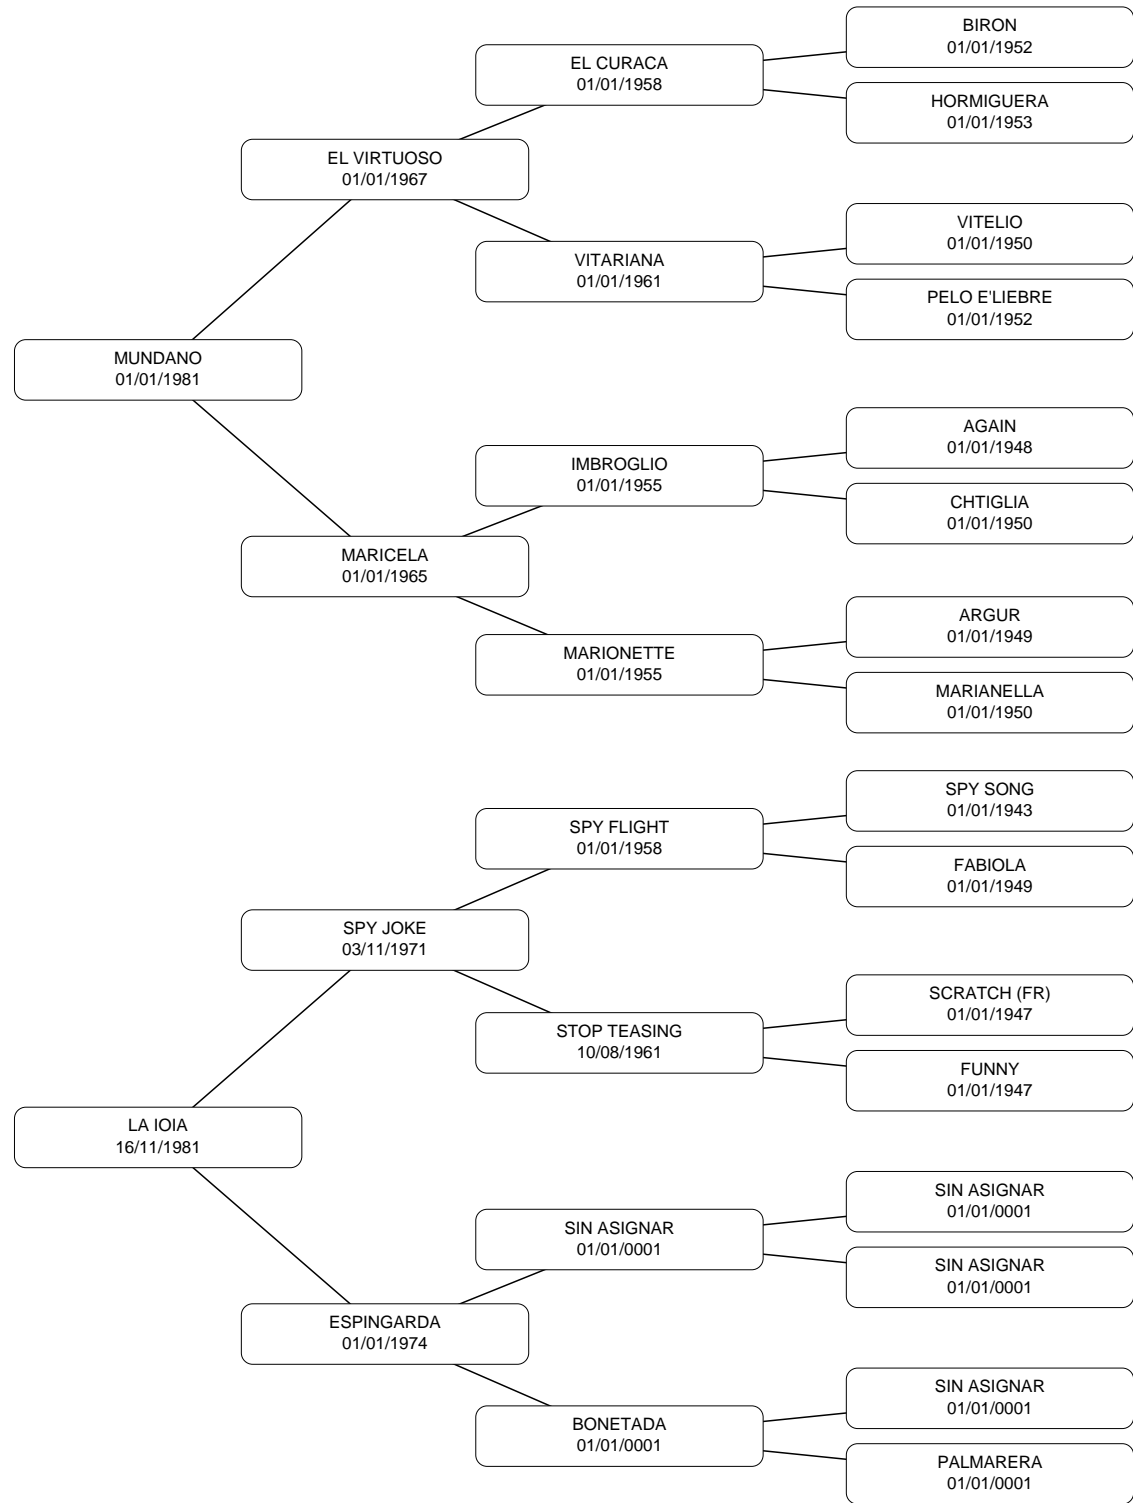 BIRON
01/01/1952
EL CURACA
01/01/1958
HORMIGUERA
01/01/1953
EL VIRTUOSO
01/01/1967
VITELIO
01/01/1950
VITARIANA
01/01/1961
PELO E'LIEBRE
01/01/1952
MUNDANO
01/01/1981
AGAIN
01/01/1948
IMBROGLIO
01/01/1955
CHTIGLIA
01/01/1950
MARICELA
01/01/1965
ARGUR
01/01/1949
MARIONETTE
01/01/1955
MARIANELLA
01/01/1950
SPY SONG
01/01/1943
SPY FLIGHT
01/01/1958
FABIOLA
01/01/1949
SPY JOKE
03/11/1971
SCRATCH (FR)
01/01/1947
STOP TEASING
10/08/1961
FUNNY
01/01/1947
LA IOIA
16/11/1981
SIN ASIGNAR
01/01/0001
SIN ASIGNAR
01/01/0001
SIN ASIGNAR
01/01/0001
ESPINGARDA
01/01/1974
SIN ASIGNAR
01/01/0001
BONETADA
01/01/0001
PALMARERA
01/01/0001